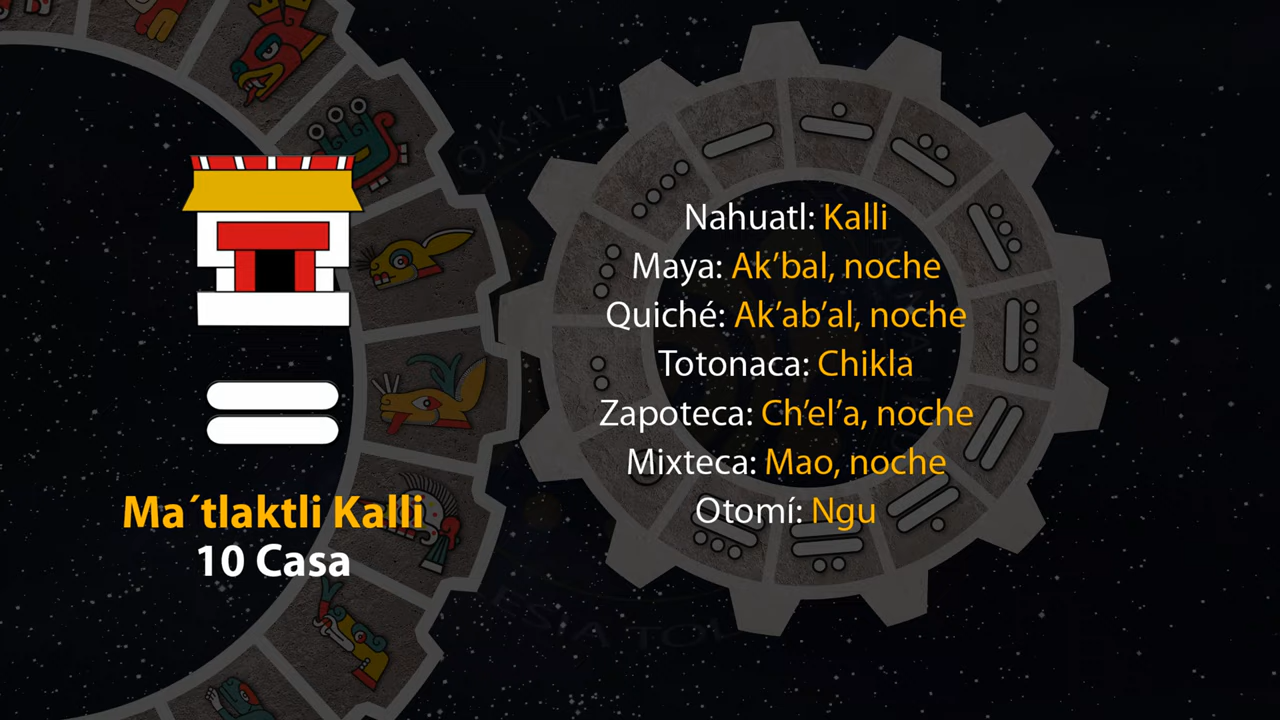 Ma´tlaktli Kalli
10 Casa
Nahuatl: Kalli
Maya: Ak’bal, noche
Quiché: Ak’ab’al, noche
Totonaca: Chikla
Zapoteca: Ch’el’a, noche
Mixteca: Mao, noche
Otomí: Ngu